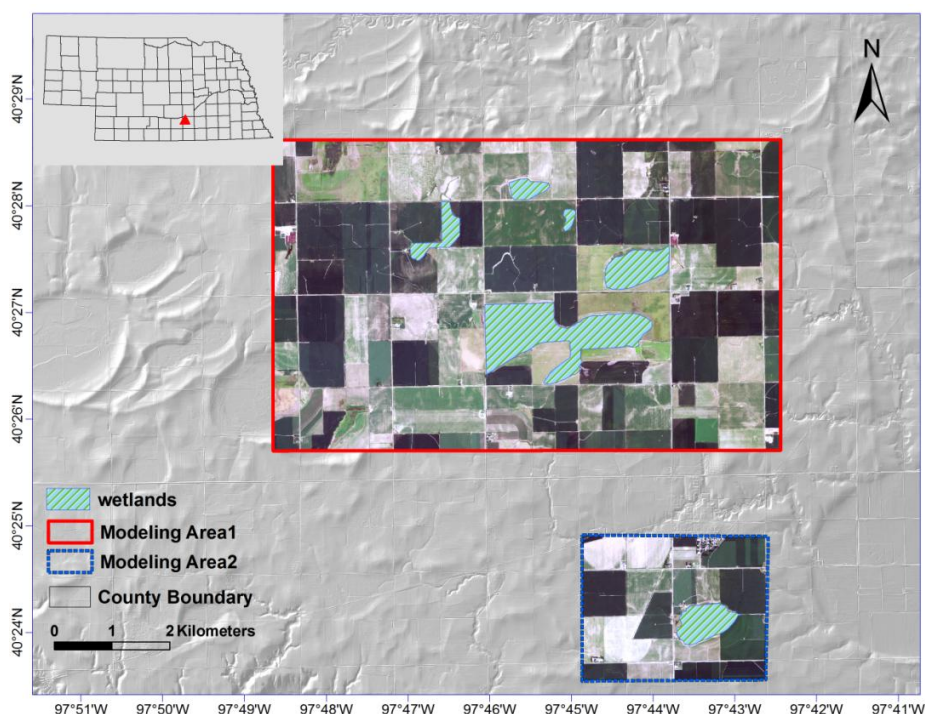 N
40°29'N
40°28'N
40°27'N
40°26'N
40°25'N
40°24'N
wetlands
Modeling Area1
Modeling Area2
County Boundary
0 1 2 Kilometers
97°51'W 97°50'W 97°49'W 97°48'W 97°47'W 97°46'W 97°45'W 97°44'W 97°43'W 97°42'W 97°41'W